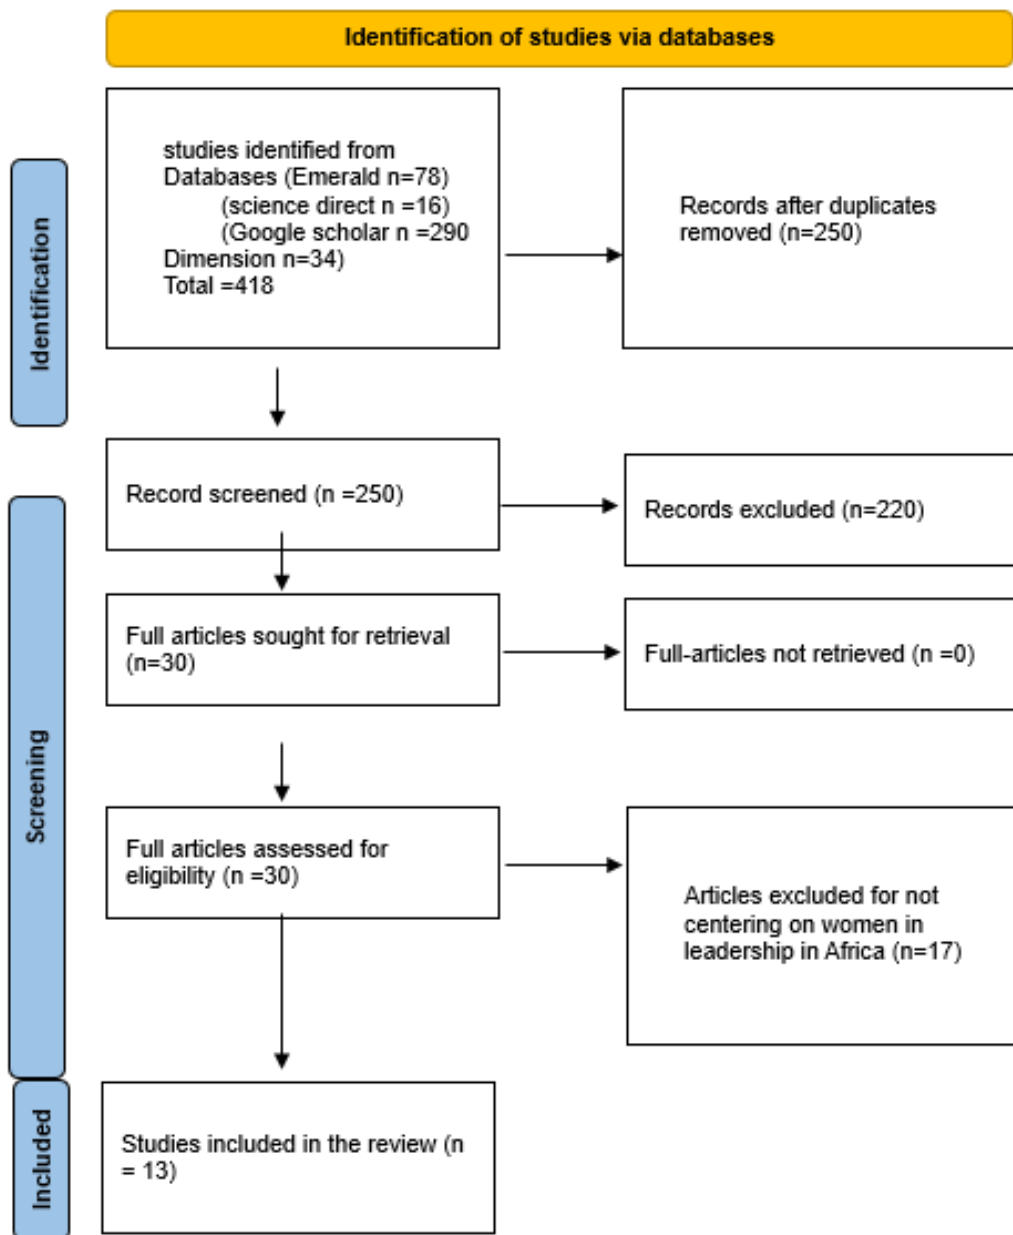 Identification of studies via databases
Identification
studies identified from
Databases (Emerald n=78)
(science direct n =16)
(Google scholar n =290
Dimension n=34)
Total =418
Records after duplicates
removed (n=250)
Screening
Record screened (n =250)
Records excluded (n=220)
Full articles sought for retrieval
(n=30)
Full-articles not retrieved (n =0)
Full articles assessed for
eligibility (n =30)
Articles excluded for not
centering on women in
leadership in Africa (n=17)
Included
Studies included in the review (n
= 13)